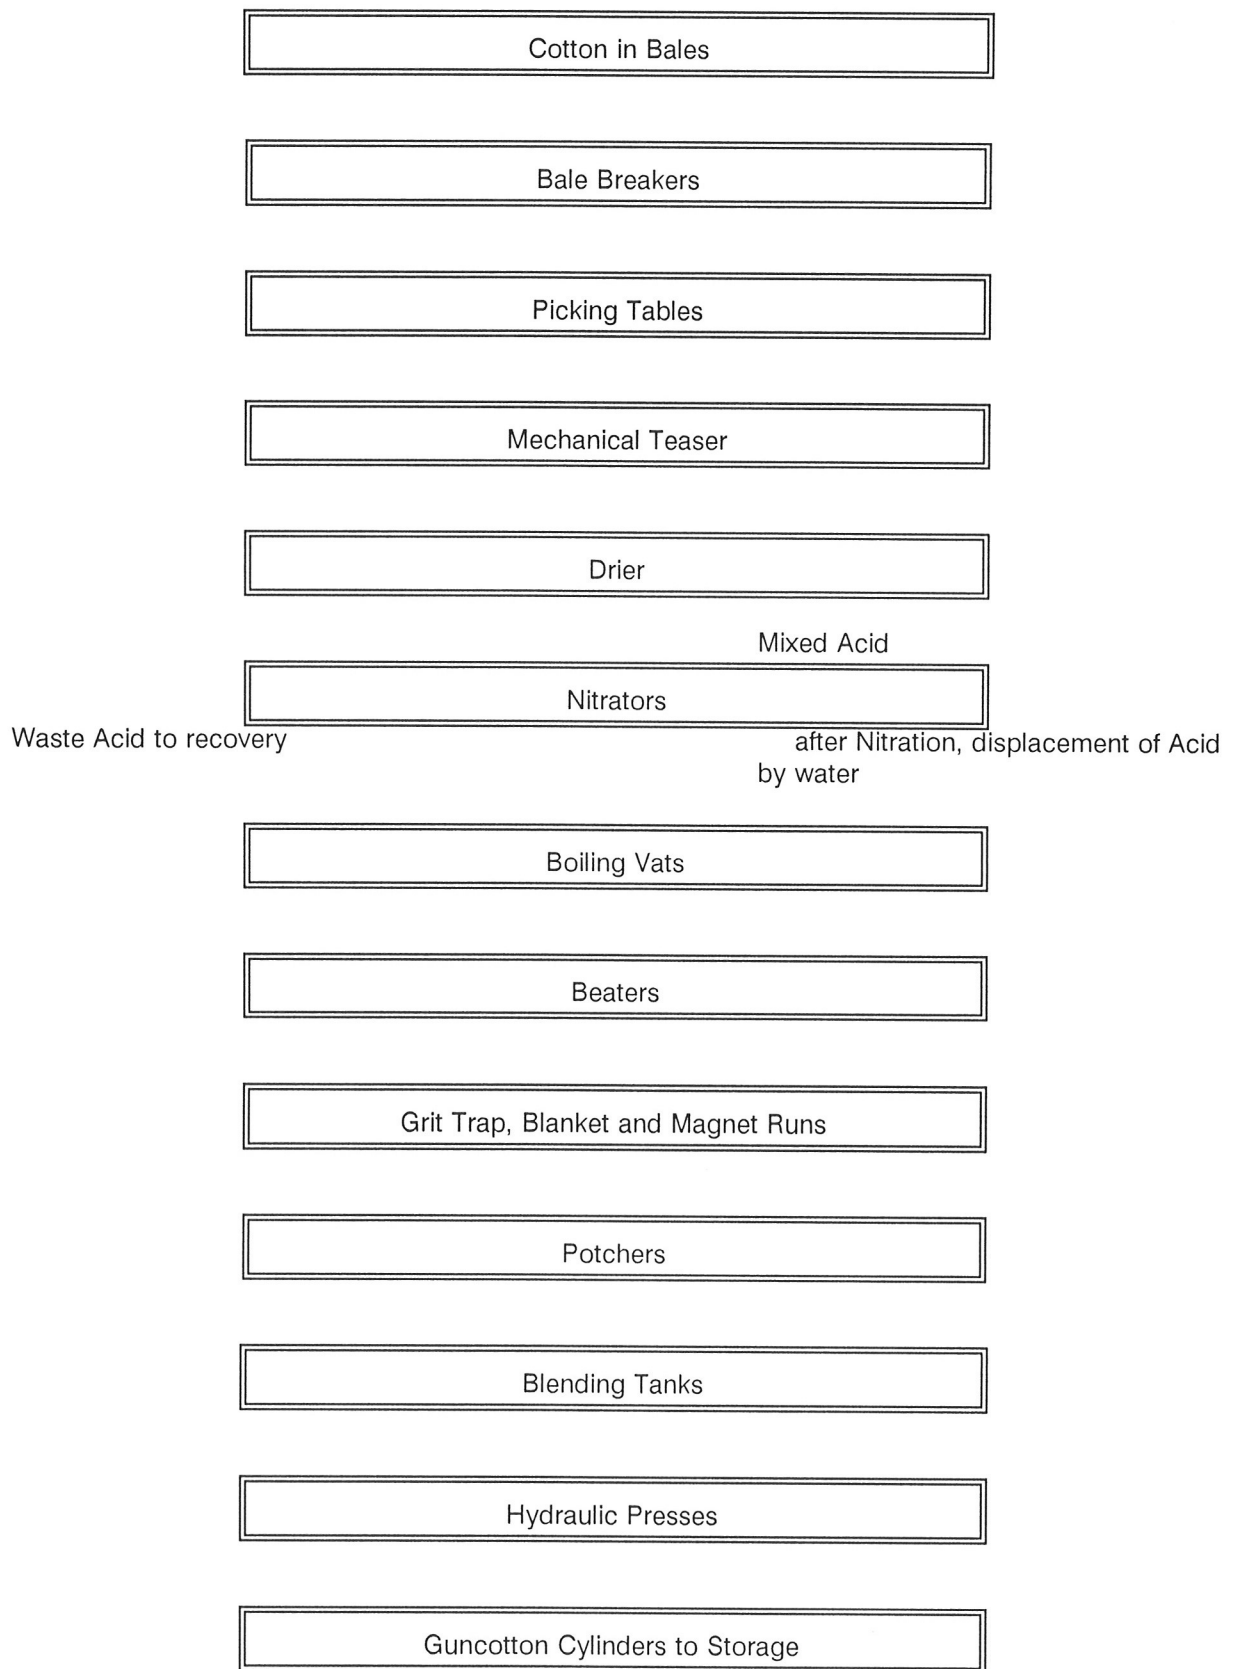 Cotton in Bales
Bale Breakers
Picking Tables
Mechanical Teaser
Drier
Mixed Acid
Nitrators
Waste Acid to recovery
after Nitration, displacement of Acid
by water
Boiling Vats
Beaters
Grit Trap, Blanket and Magnet Runs
Potchers
Blending Tanks
Hydraulic Presses
Guncotton Cylinders to Storage